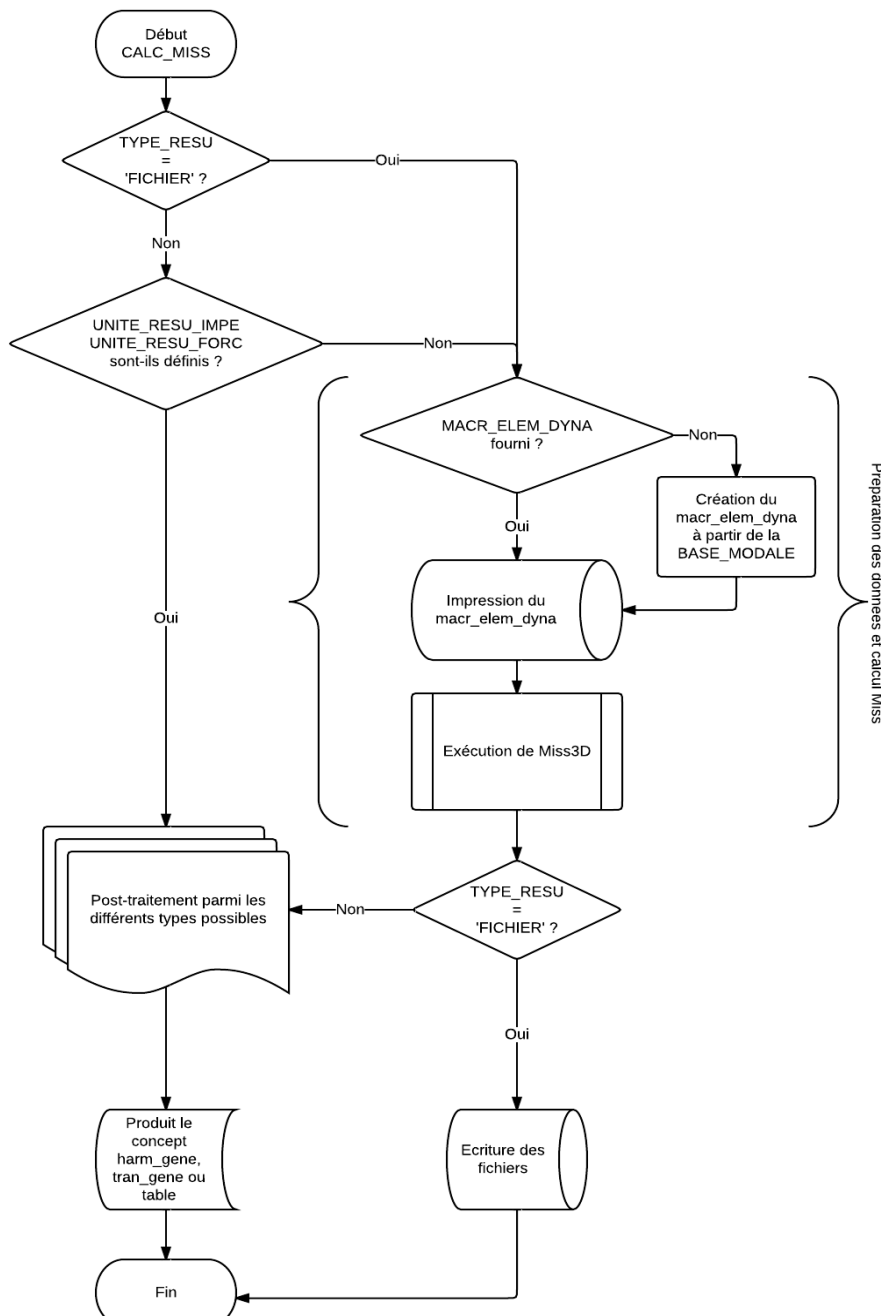 Début
CALC_MISS
TYPE_RESU
=
'FICHIER' ?
Oui
Non
UNITE_RESU_IMPE
UNITE_RESU_FORC
sont-ils définis ?
Non
MACR_ELEM_DYNA
fourni ?
Non
Création du
macr_elem_dyna
à partir de la
BASE_MODALE
Oui
Impression du
macr_elem_dyna
Oui
Exécution de Miss3D
Préparation des données et calcul Miss
Post-traitement parmi les
différents types possibles
Non
TYPE_RESU
=
'FICHIER' ?
Oui
Produit le
concept
harm_gene,
tran_gene ou
table
Ecriture des
fichiers
Fin